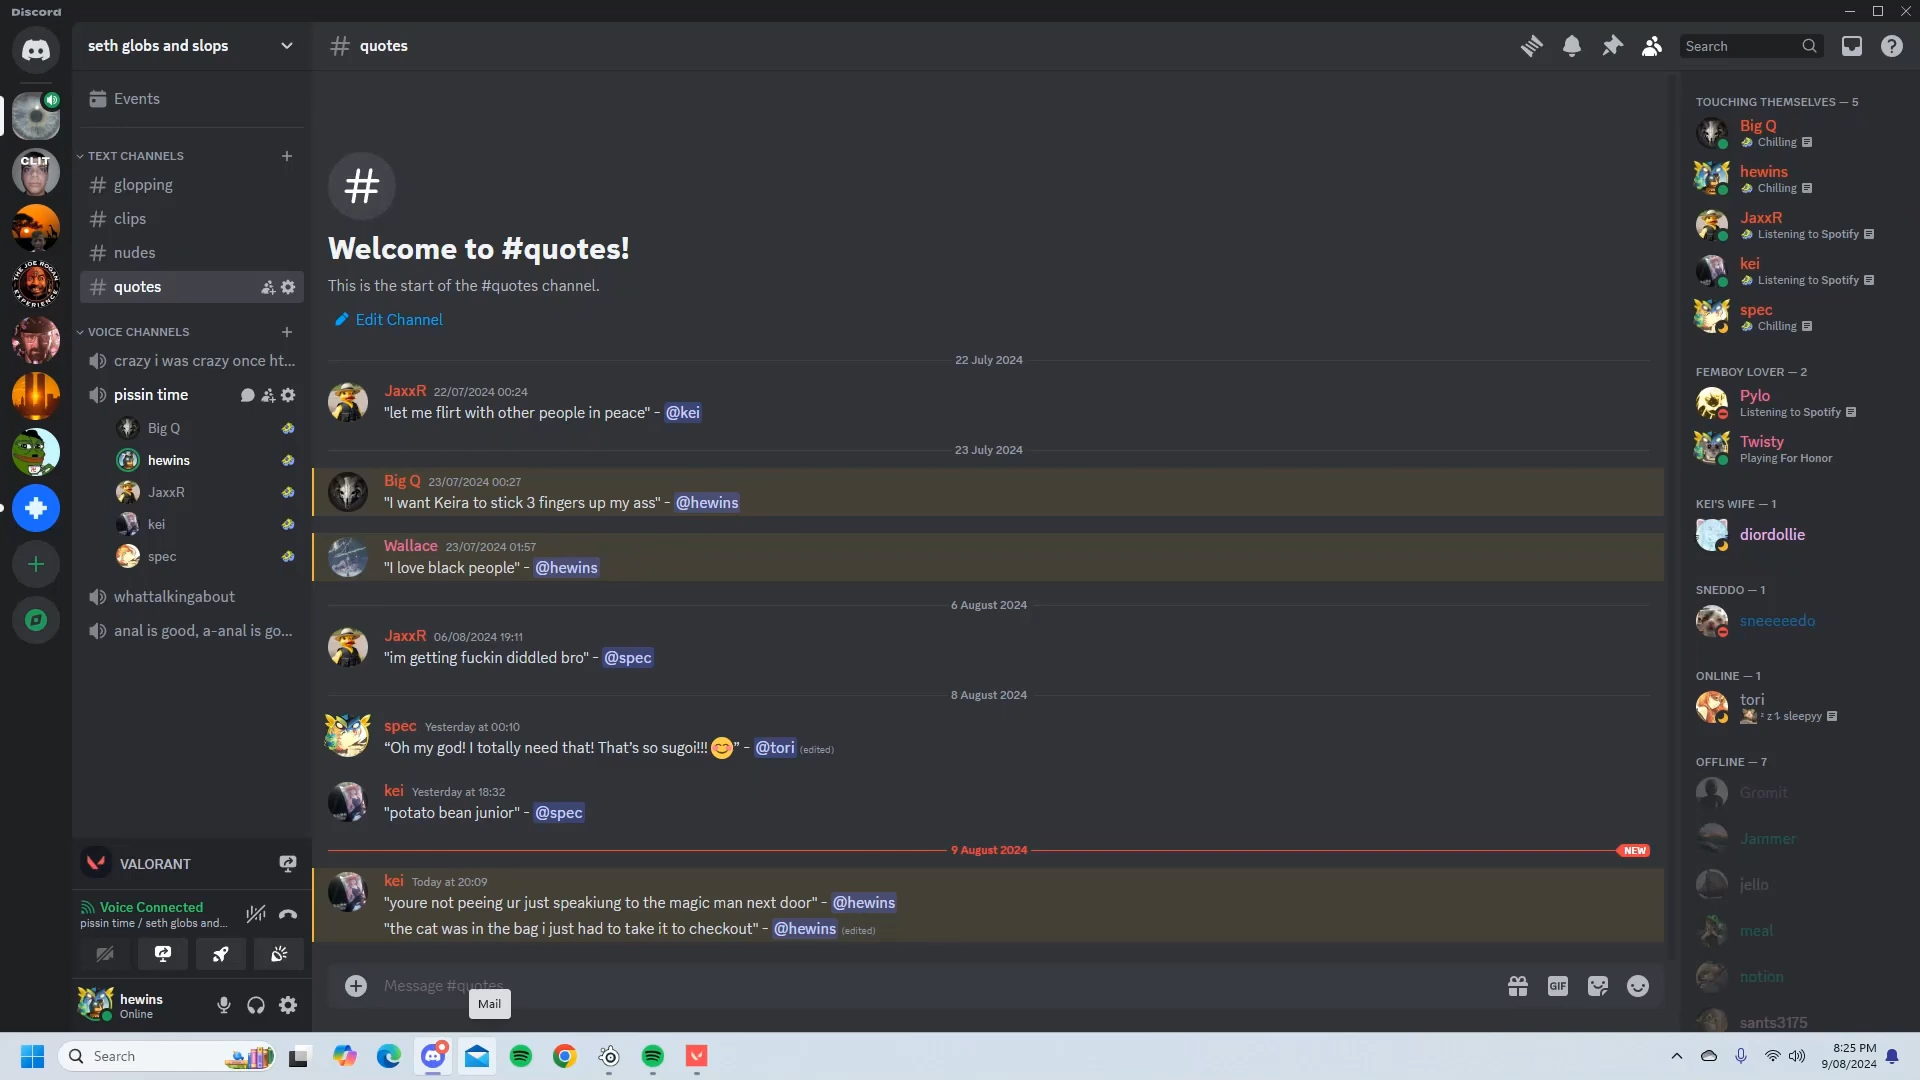 Discord
seth globs and slops
Events
TEXT CHANNELS
glopping
clips
nudes
quotes
VOICE CHANNELS
crazy i was crazy once ht...
pissin time
Big Q
hewins
JaxxR
kei
spec
whattalkingabout
anal is good, a-anal is go...
VALORANT
Voice Connected
pissin time / seth globs and...
hewins
Online
CLIT
THE JOE ROGAN
EXPERIENCE
quotes
Search
Welcome to #quotes!
This is the start of the #quotes channel.
Edit Channel
22 July 2024
JaxxR 22/07/2024 00:24
"let me flirt with other people in peace" - @kei
23 July 2024
Big Q 23/07/2024 00:27
"I want Keira to stick 3 fingers up my ass" - @hewins
Wallace 23/07/2024 01:57
"I love black people" - @hewins
6 August 2024
JaxxR 06/08/2024 19:11
"im getting fuckin diddled bro" - @spec
8 August 2024
spec Yesterday at 00:10
“Oh my god! I totally need that! That’s so sugoi!!! 😊” - @tori (edited)
kei Yesterday at 18:32
"potato bean junior" - @spec
9 August 2024 NEW
kei Today at 20:09
"youre not peeing ur just speakiung to the magic man next door" - @hewins
"the cat was in the bag i just had to take it to checkout" - @hewins (edited)
Message #quotes
GIF
Mail
TOUCHING THEMSELVES — 5
Big Q
Chilling
hewins
Chilling
JaxxR
Listening to Spotify
kei
Listening to Spotify
spec
Chilling
FEMBOY LOVER — 2
Pylo
Listening to Spotify
Twisty
Playing For Honor
KEI'S WIFE — 1
diordollie
SNEDDO — 1
sneeeeedo
ONLINE — 1
tori
sleepyy
OFFLINE — 7
Gromit
Jammer
jello
meal
notion
sants3175
Search
8:25 PM
9/08/2024